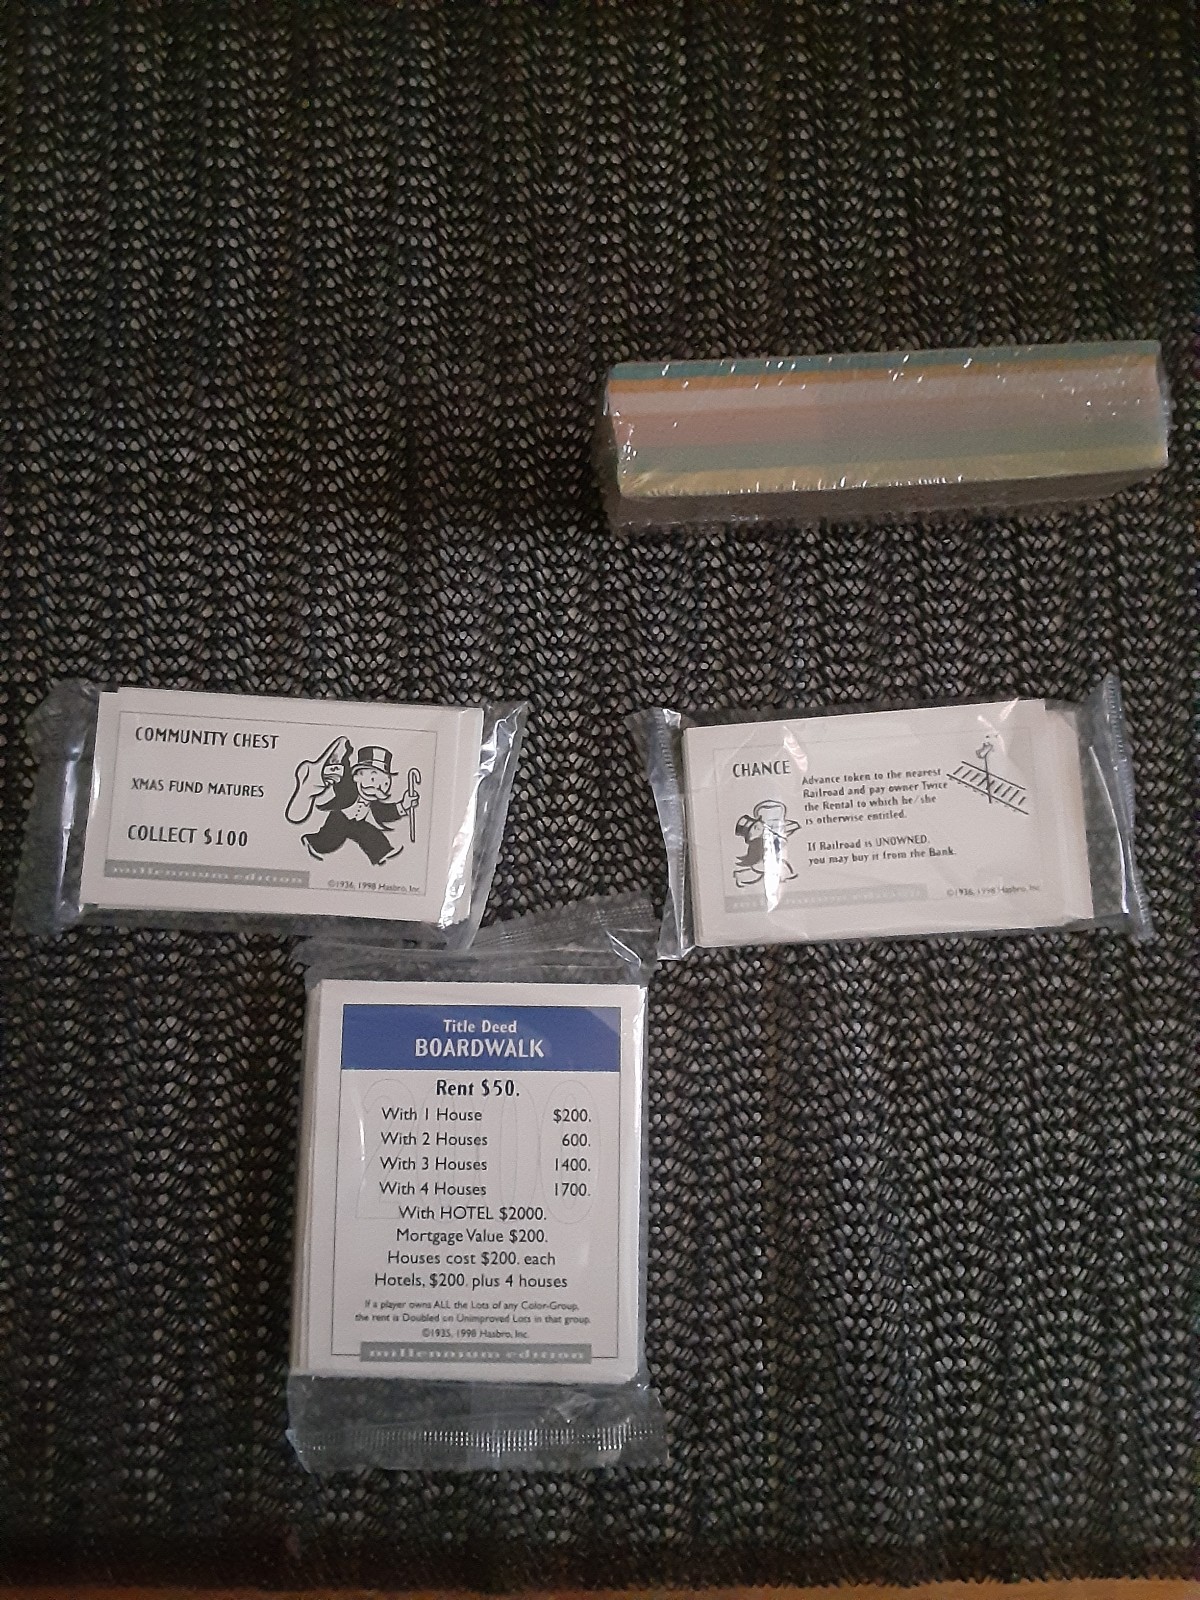 COMMUNITY CHEST
XMAS FUND MATURES
COLLECT $100
millennium edition
©1936, 1998 Hasbro, Inc.
CHANCE
Advance token to the nearest
Railroad and pay owner Twice
the Rental to which he/she
is otherwise entitled.
If Railroad is UNOWNED,
you may buy it from the Bank.
©1936, 1998 Hasbro, Inc.
Title Deed
BOARDWALK
Rent $50.
With 1 House $200.
With 2 Houses 600.
With 3 Houses 1400.
With 4 Houses 1700.
With HOTEL $2000.
Mortgage Value $200.
Houses cost $200. each
Hotels, $200. plus 4 houses
If a player owns ALL the Lots of any Color-Group,
the rent is Doubled on Unimproved Lots in that group.
©1935, 1998 Hasbro, Inc.
millennium edition
2000